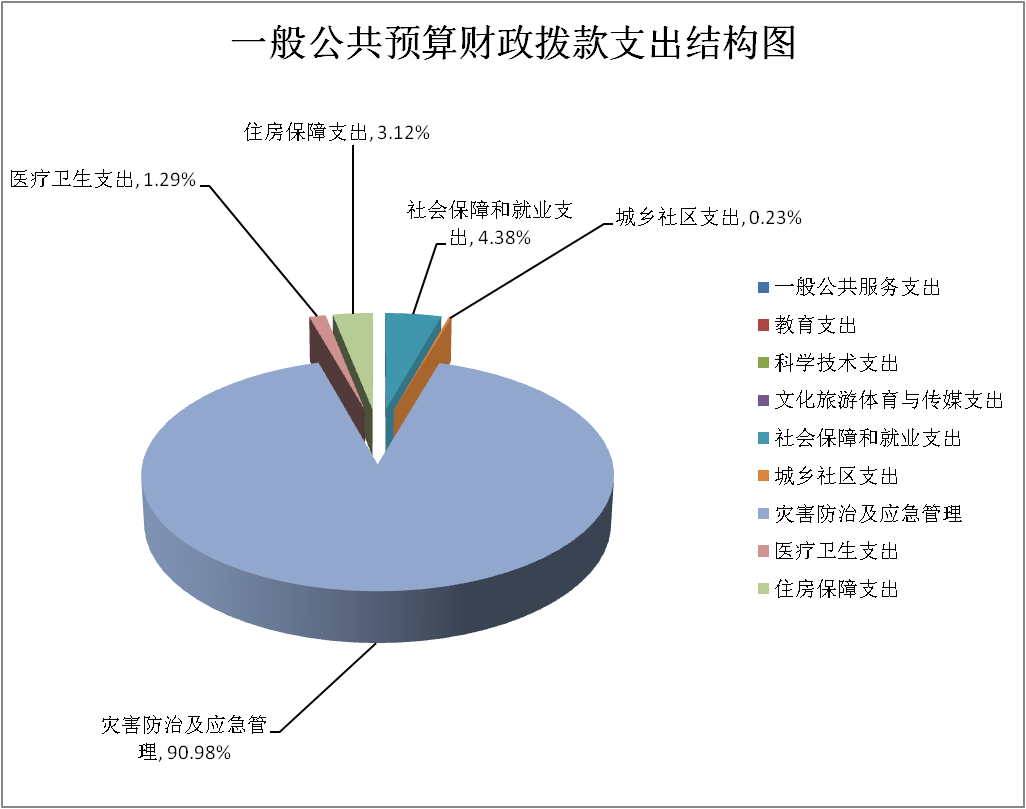 一般公共预算财政拨款支出结构图
住房保障支出, 3.12%
医疗卫生支出, 1.29%
社会保障和就业支
出, 4.38%
城乡社区支出, 0.23%
一般公共服务支出
教育支出
科学技术支出
文化旅游体育与传媒支出
社会保障和就业支出
城乡社区支出
灾害防治及应急管理
医疗卫生支出
住房保障支出
灾害防治及应急管
理, 90.98%